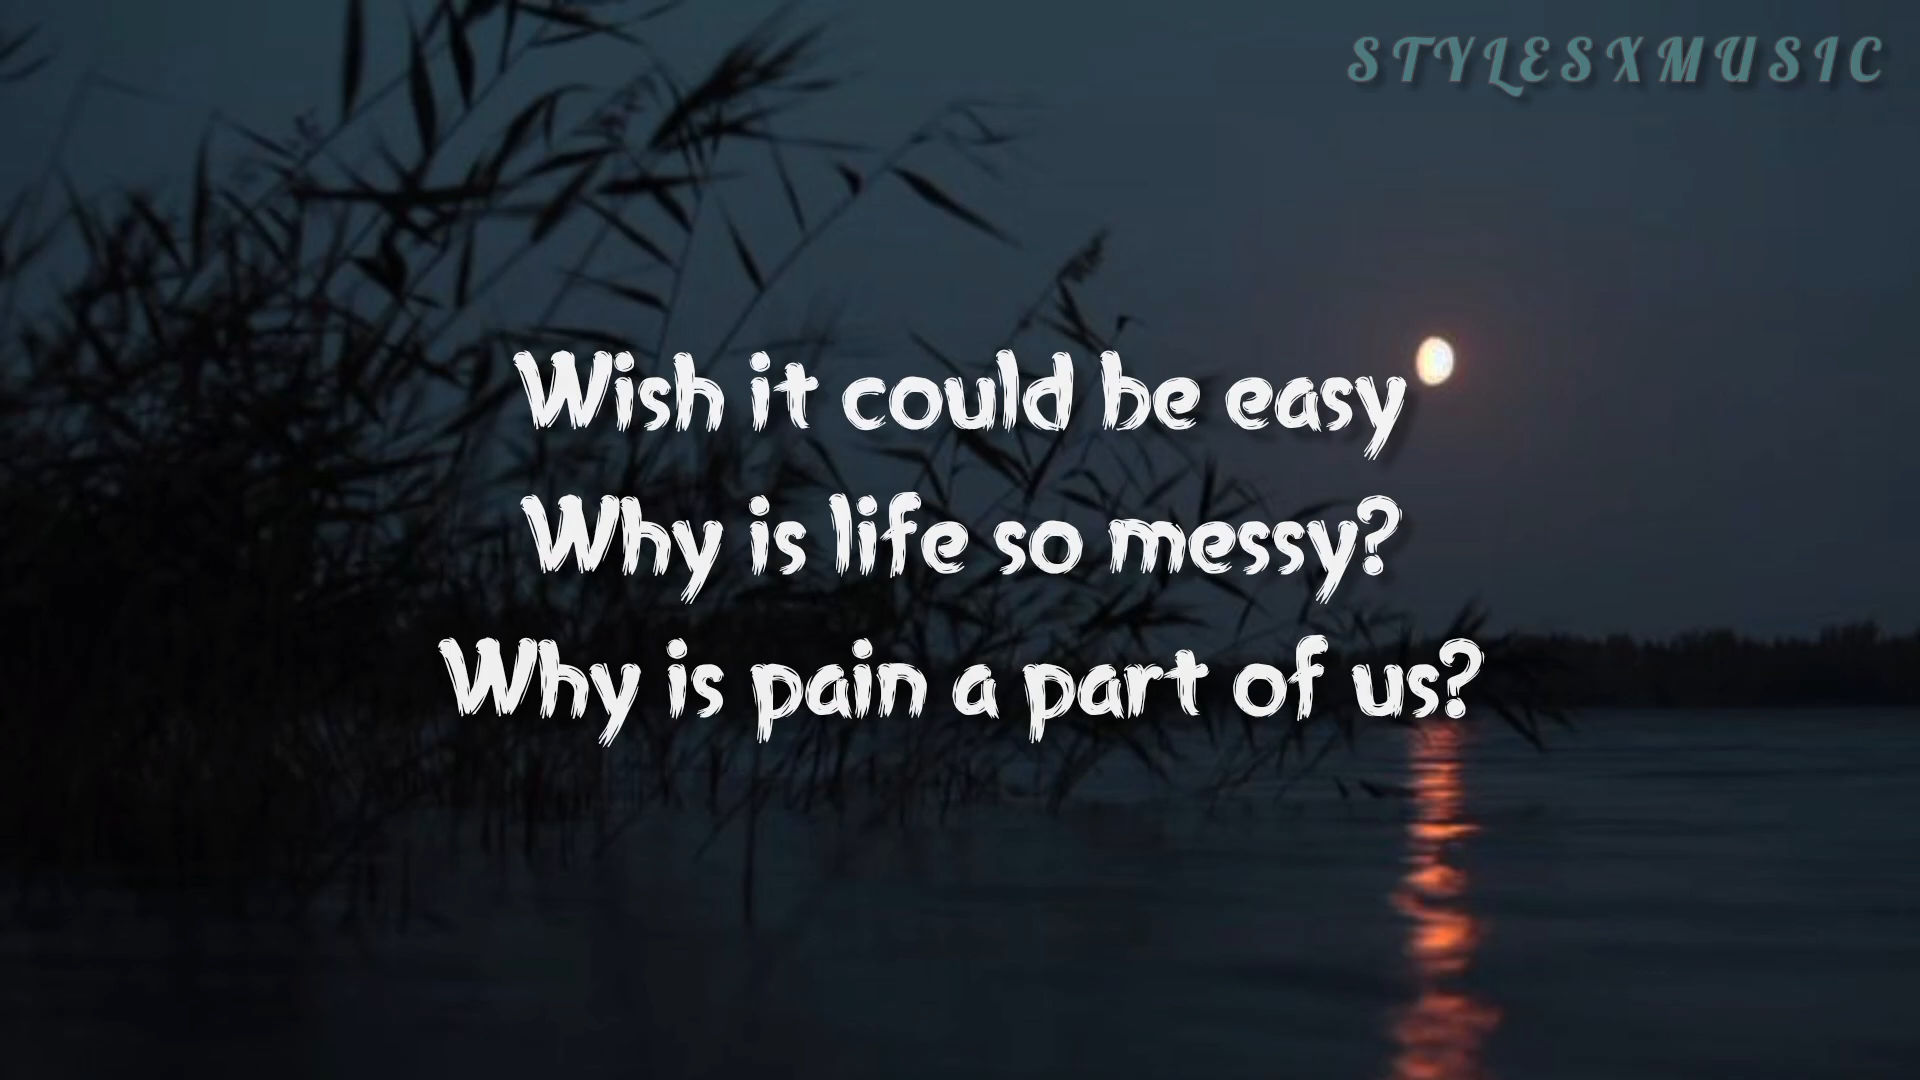 STYLESXMUSIC
Wish it could be easy
Why is life so messy?
Why is pain a part of us?